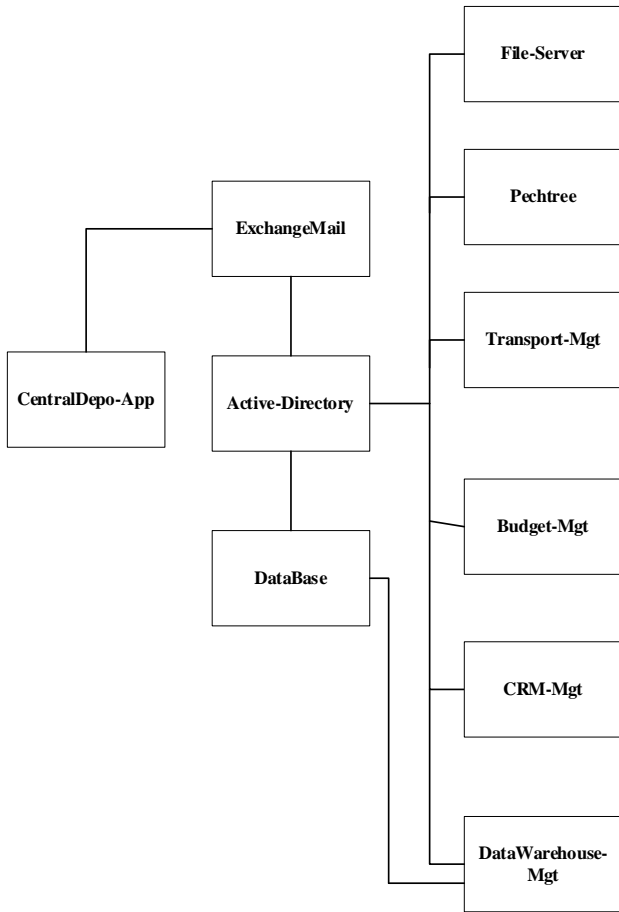 File-Server
Pechtree
ExchangeMail
Transport-Mgt
CentralDepo-App
Active-Directory
Budget-Mgt
DataBase
CRM-Mgt
DataWarehouse-
Mgt